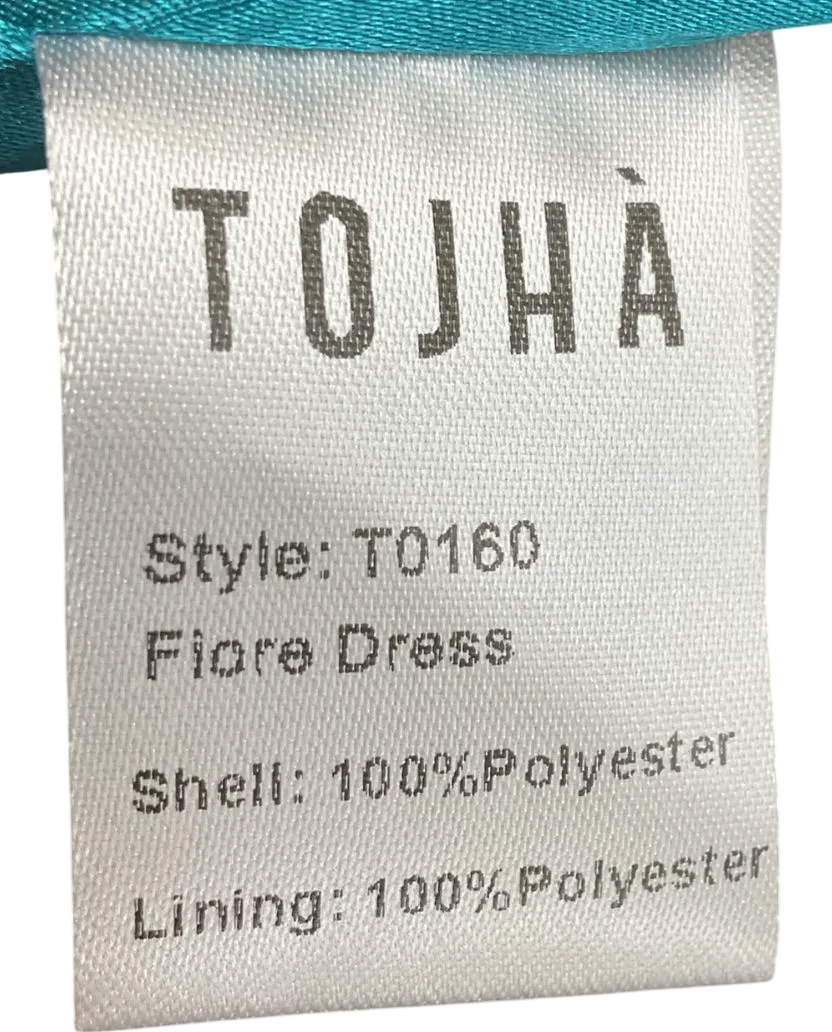 TOJHÀ
Style: T0160
Fiore Dress
Shell: 100%Polyester
Lining: 100%Polyester